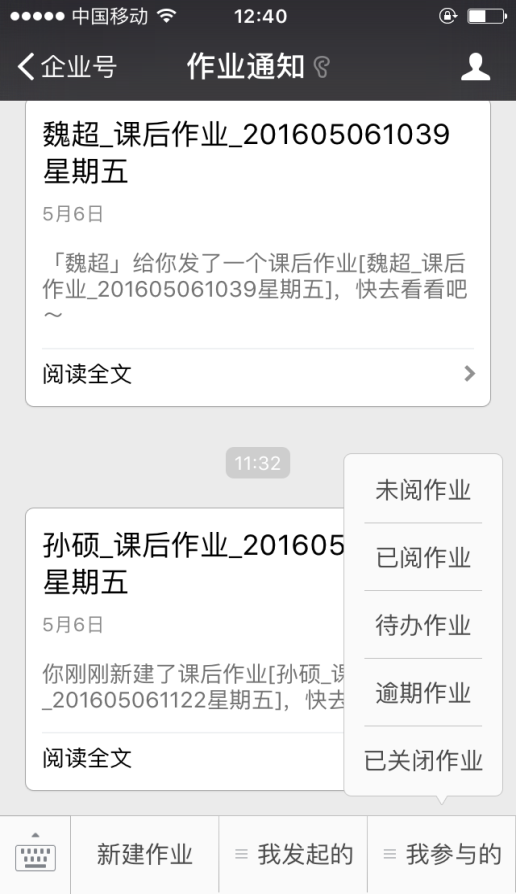 中国移动 12:40
企业号 作业通知
魏超_课后作业_201605061039
星期五
5月6日
「魏超」给你发了一个课后作业[魏超_课后
作业_201605061039星期五]，快去看看吧
～
阅读全文
11:32
孙硕_课后作业_201605
星期五
5月6日
你刚刚新建了课后作业[孙硕_课
_201605061122星期五]，快去
阅读全文
未阅作业
已阅作业
待办作业
逾期作业
已关闭作业
新建作业 我发起的 我参与的